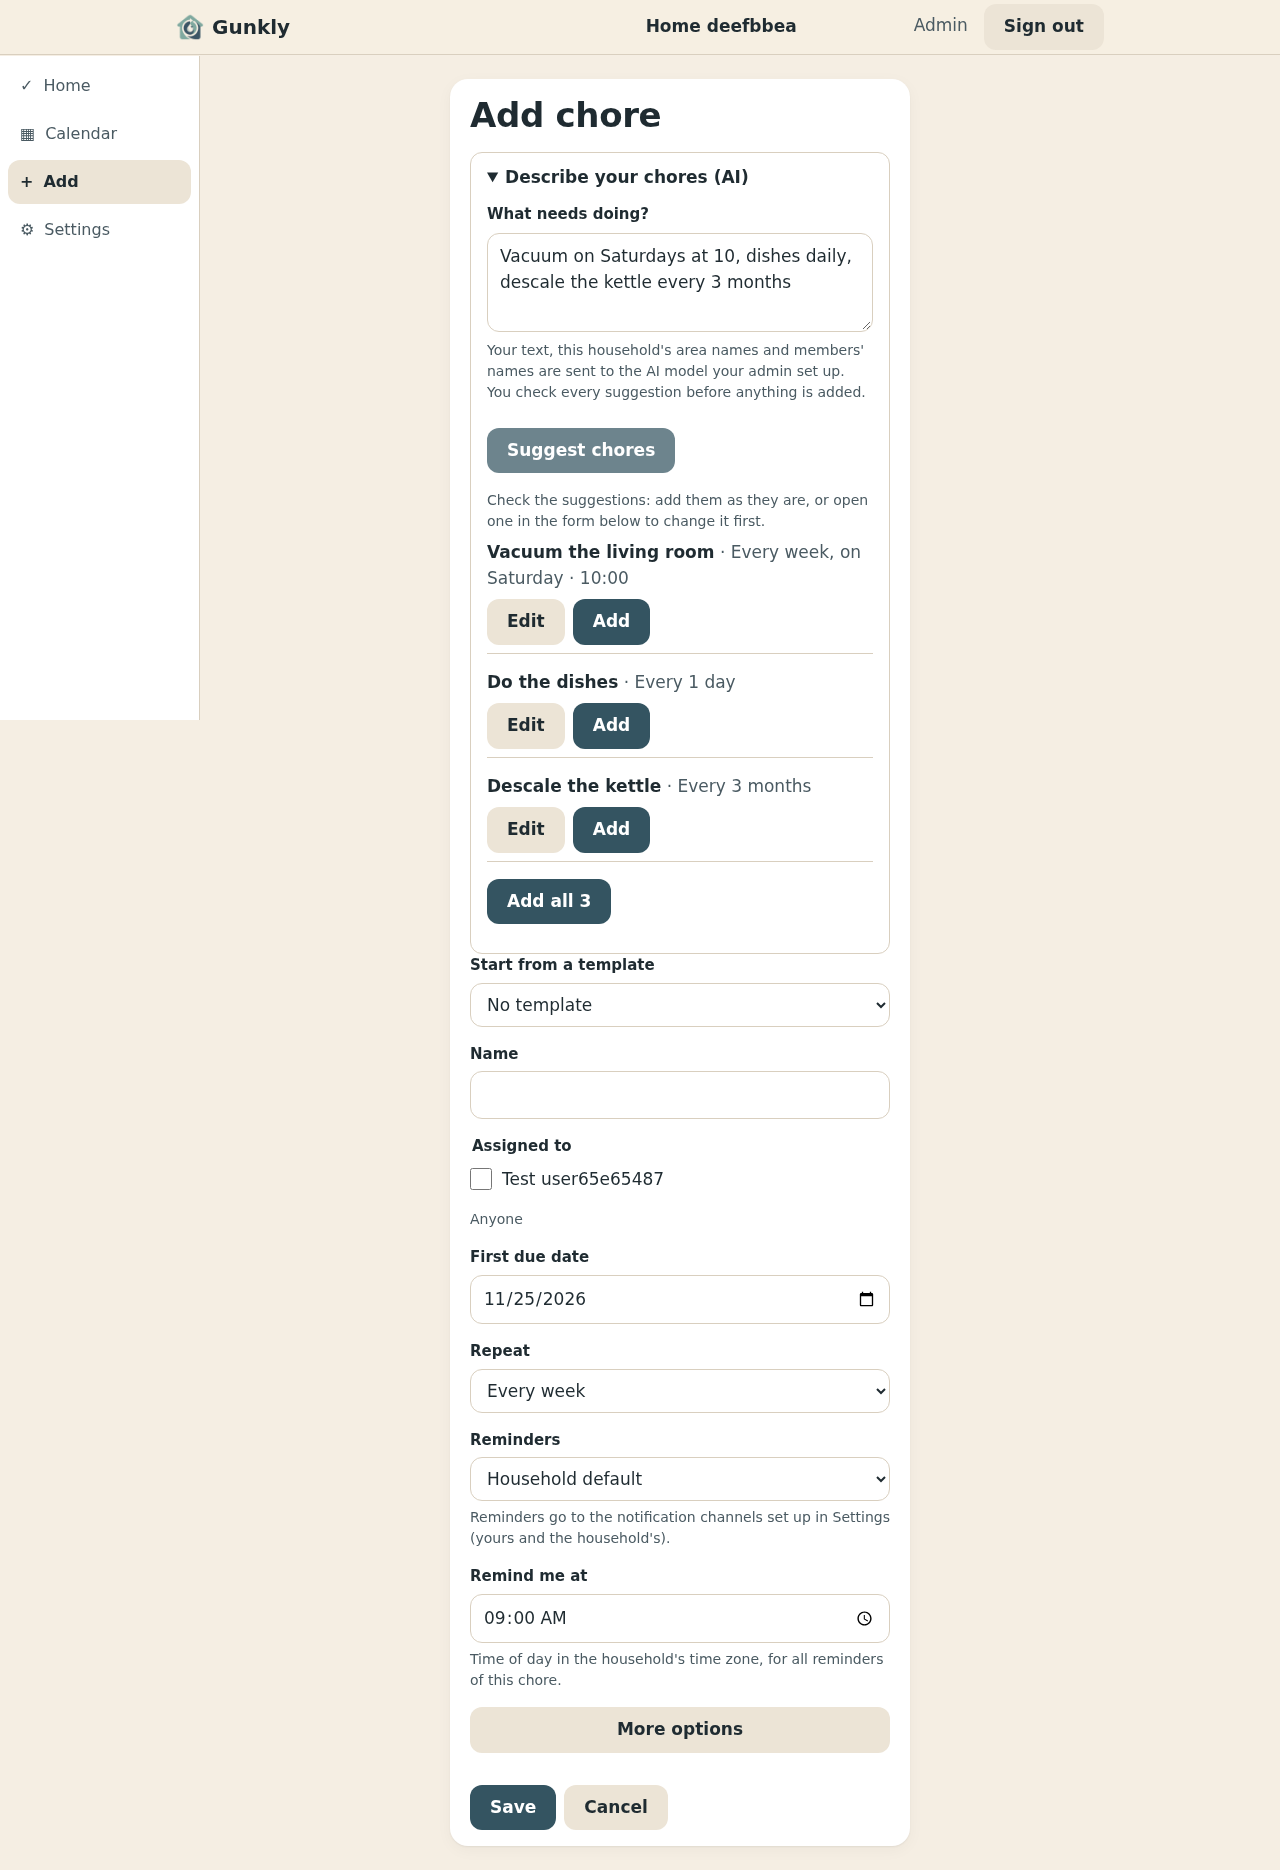 Gunkly
Home deefbbea
Admin
Sign out
✓ Home
▦ Calendar
+ Add
⚙ Settings
Add chore
▼ Describe your chores (AI)
What needs doing?
Vacuum on Saturdays at 10, dishes daily,
descale the kettle every 3 months
Your text, this household's area names and members'
names are sent to the AI model your admin set up.
You check every suggestion before anything is added.
Suggest chores
Check the suggestions: add them as they are, or open
one in the form below to change it first.
Vacuum the living room · Every week, on
Saturday · 10:00
Edit
Add
Do the dishes · Every 1 day
Edit
Add
Descale the kettle · Every 3 months
Edit
Add
Add all 3
Start from a template
No template
Name
Assigned to
Test user65e65487
Anyone
First due date
11/25/2026
Repeat
Every week
Reminders
Household default
Reminders go to the notification channels set up in Settings
(yours and the household's).
Remind me at
09:00 AM
Time of day in the household's time zone, for all reminders
of this chore.
More options
Save
Cancel